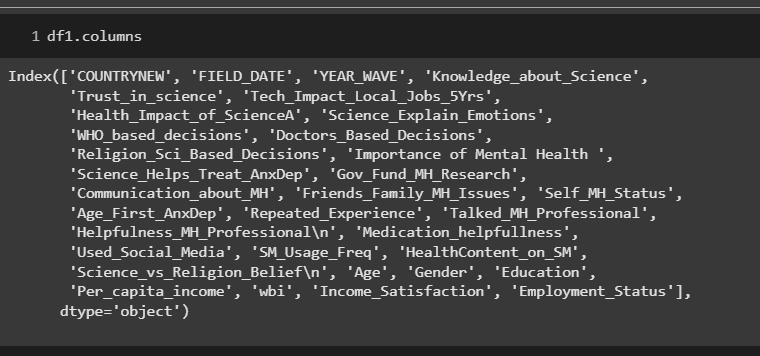 1 df1.columns
Index(['COUNTRYNEW', 'FIELD_DATE', 'YEAR_WAVE', 'Knowledge_about_Science',
'Trust_in_science', 'Tech_Impact_Local_Jobs_5Yrs',
'Health_Impact_of_ScienceA', 'Science_Explain_Emotions',
'WHO_based_decisions', 'Doctors_Based_Decisions',
'Religion_Sci_Based_Decisions', 'Importance of Mental Health ',
'Science_Helps_Treat_AnxDep', 'Gov_Fund_MH_Research',
'Communication_about_MH', 'Friends_Family_MH_Issues', 'Self_MH_Status',
'Age_First_AnxDep', 'Repeated_Experience', 'Talked_MH_Professional',
'Helpfulness_MH_Professional\n', 'Medication_helpfullness',
'Used_Social_Media', 'SM_Usage_Freq', 'HealthContent_on_SM',
'Science_vs_Religion_Belief\n', 'Age', 'Gender', 'Education',
'Per_capita_income', 'wbi', 'Income_Satisfaction', 'Employment_Status'],
dtype='object')